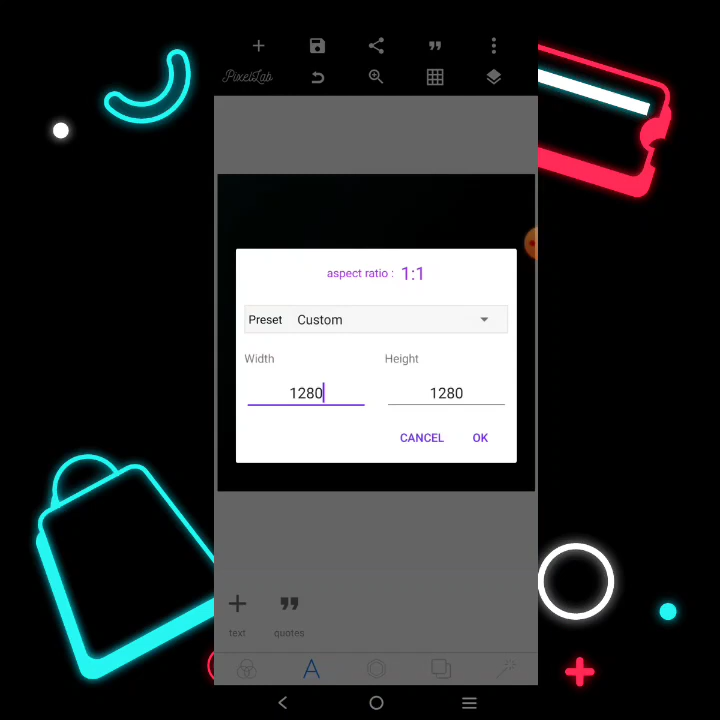 PixelLab
aspect ratio : 1:1
Preset Custom
Width Height
1280 1280
CANCEL OK
text quotes